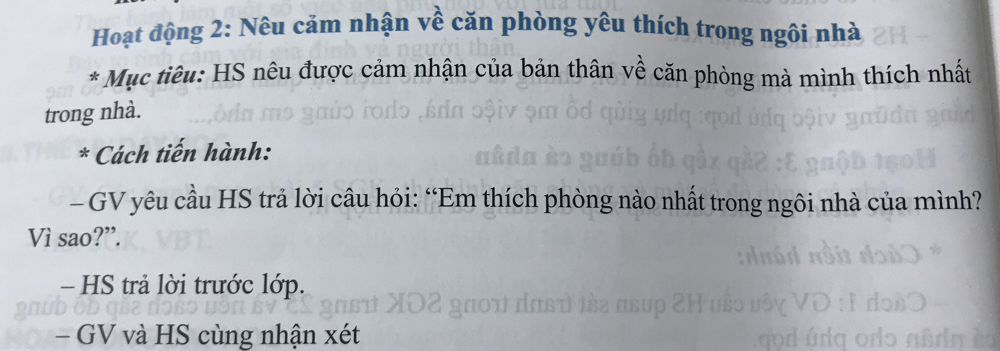 Hoạt động 2: Nêu cảm nhận về căn phòng yêu thích trong ngôi nhà
* Mục tiêu: HS nêu được cảm nhận của bản thân về căn phòng mà mình thích nhất
trong nhà.
* Cách tiến hành:
– GV yêu cầu HS trả lời câu hỏi: “Em thích phòng nào nhất trong ngôi nhà của mình?
Vì sao?”.
– HS trả lời trước lớp.
– GV và HS cùng nhận xét